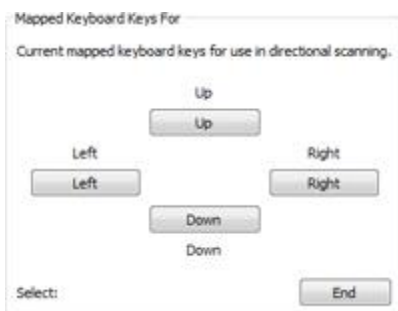 Mapped Keyboard Keys For
Current mapped keyboard keys for use in directional scanning.
Up
Up
Left Right
Left Right
Down
Down
Select: End